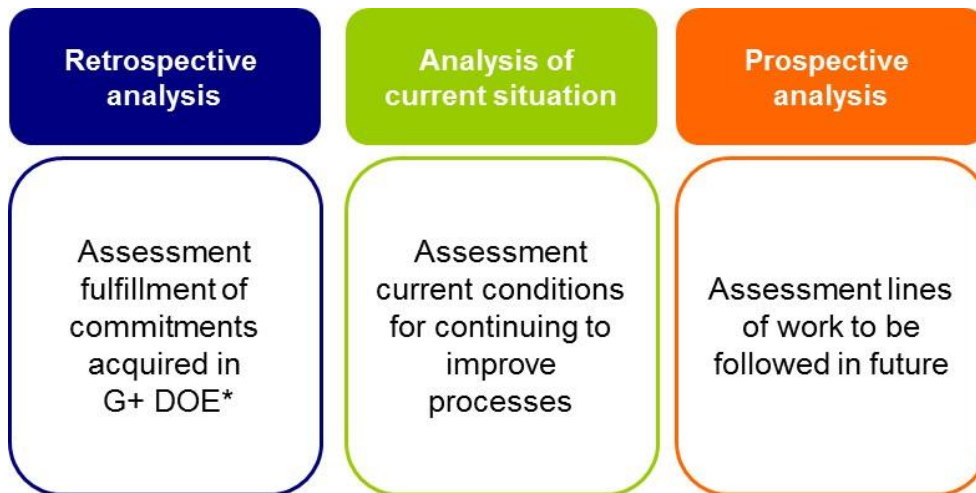 Retrospective
analysis
Assessment
fulfillment of
commitments
acquired in
G+ DOE*
Analysis of
current situation
Assessment
current conditions
for continuing to
improve
processes
Prospective
analysis
Assessment lines
of work to be
followed in future